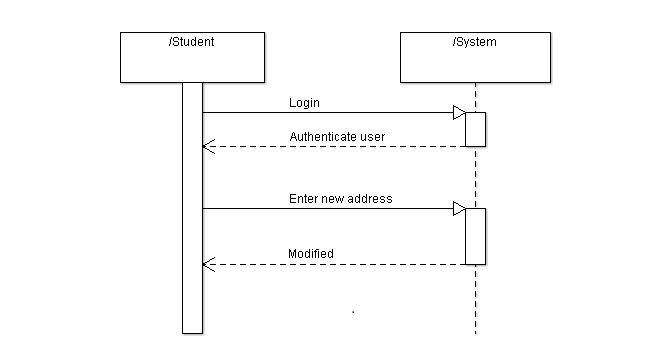 /Student
/System
Login
Authenticate user
Enter new address
Modified